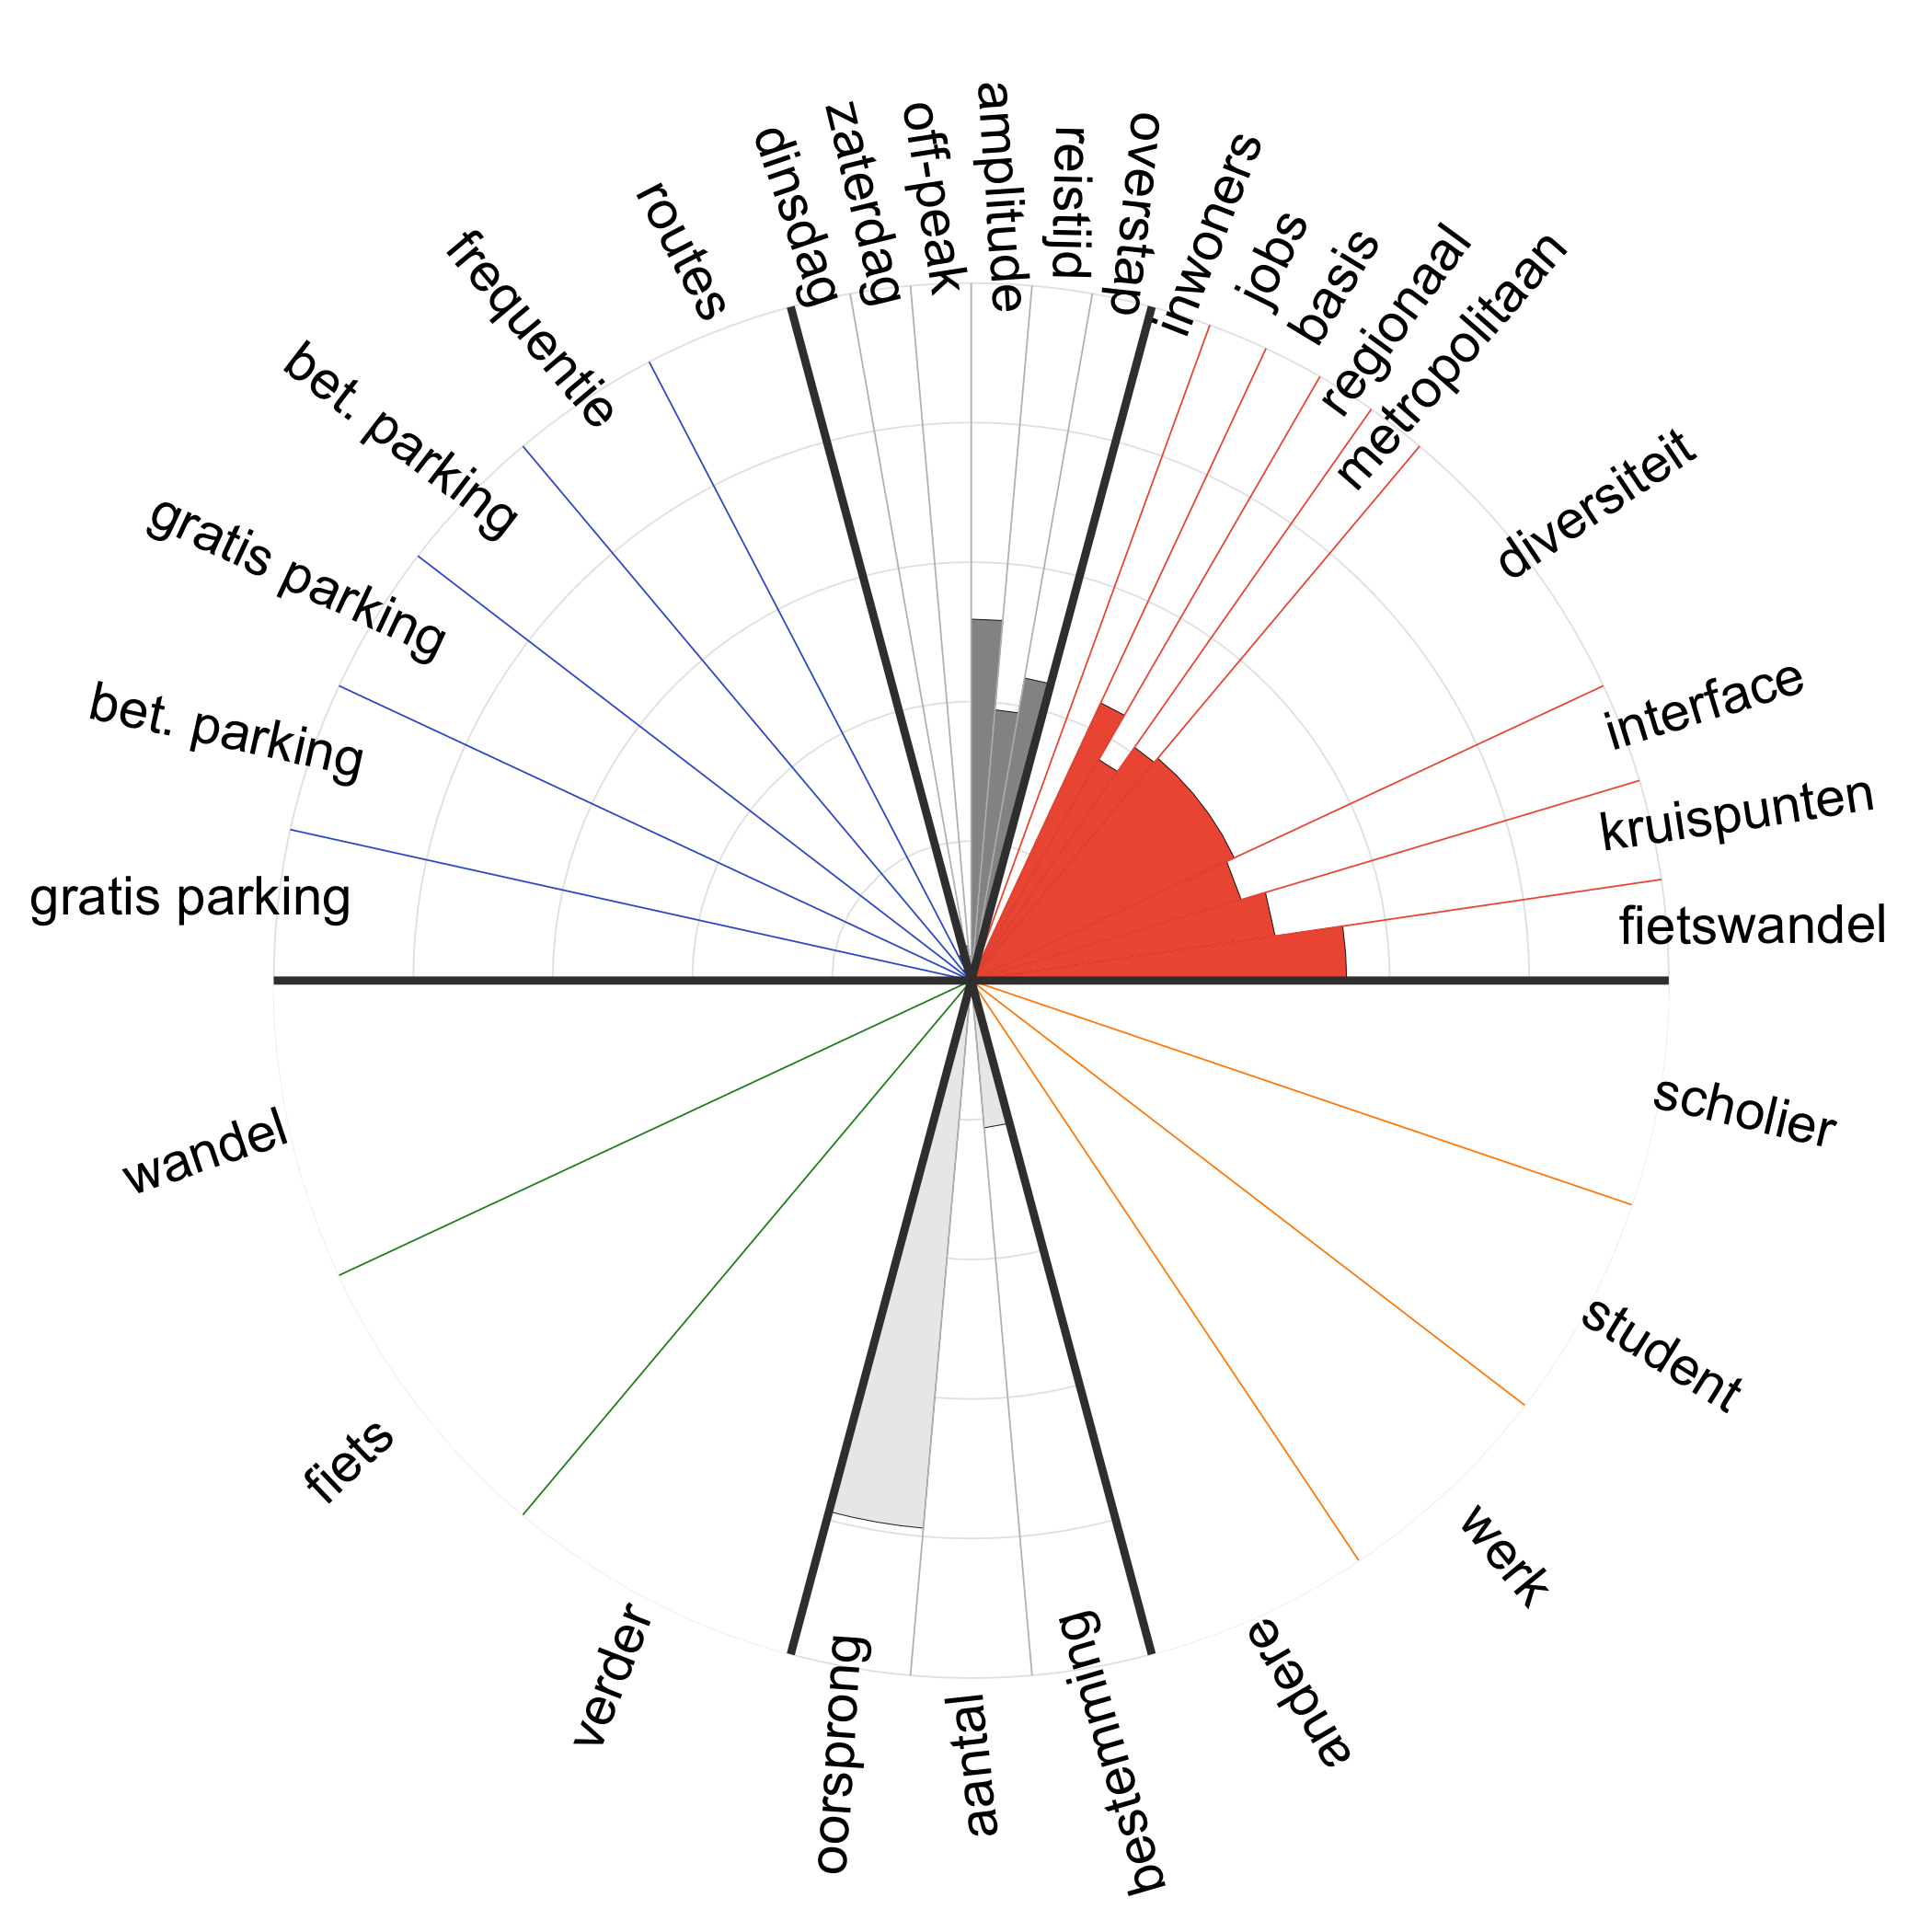 dinsdag
zaterdag
off-peak
amplitude
reistijd
overstap
inwoners
jobs
basis
regionaal
metropolitaan
diversiteit
interface
kruispunten
fietswandel
scholier
student
werk
andere
bestemming
aantal
oorsprong
verder
fiets
wandel
gratis parking
bet. parking
gratis parking
bet. parking
frequentie
routes